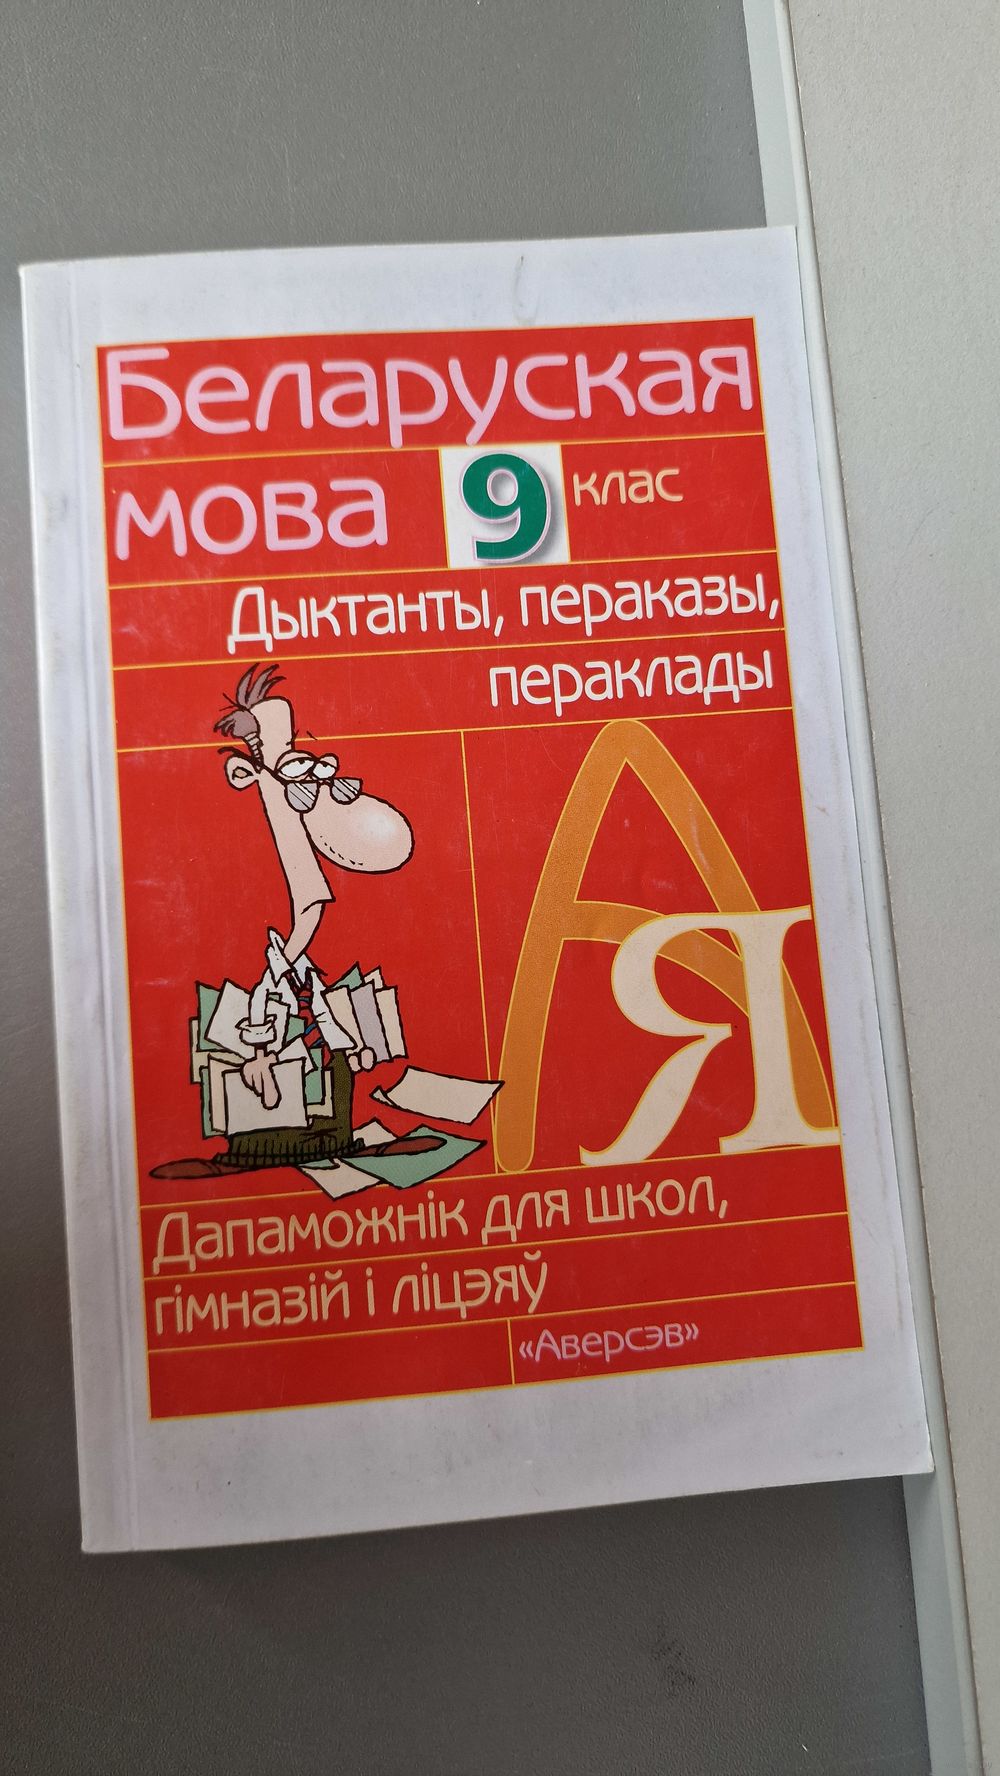 Беларуская
мова 9 клас
Дыктанты, пераказы,
пераклады
А Я
Дапаможнік для школ,
гімназій і ліцэяў
«Аверсэв»